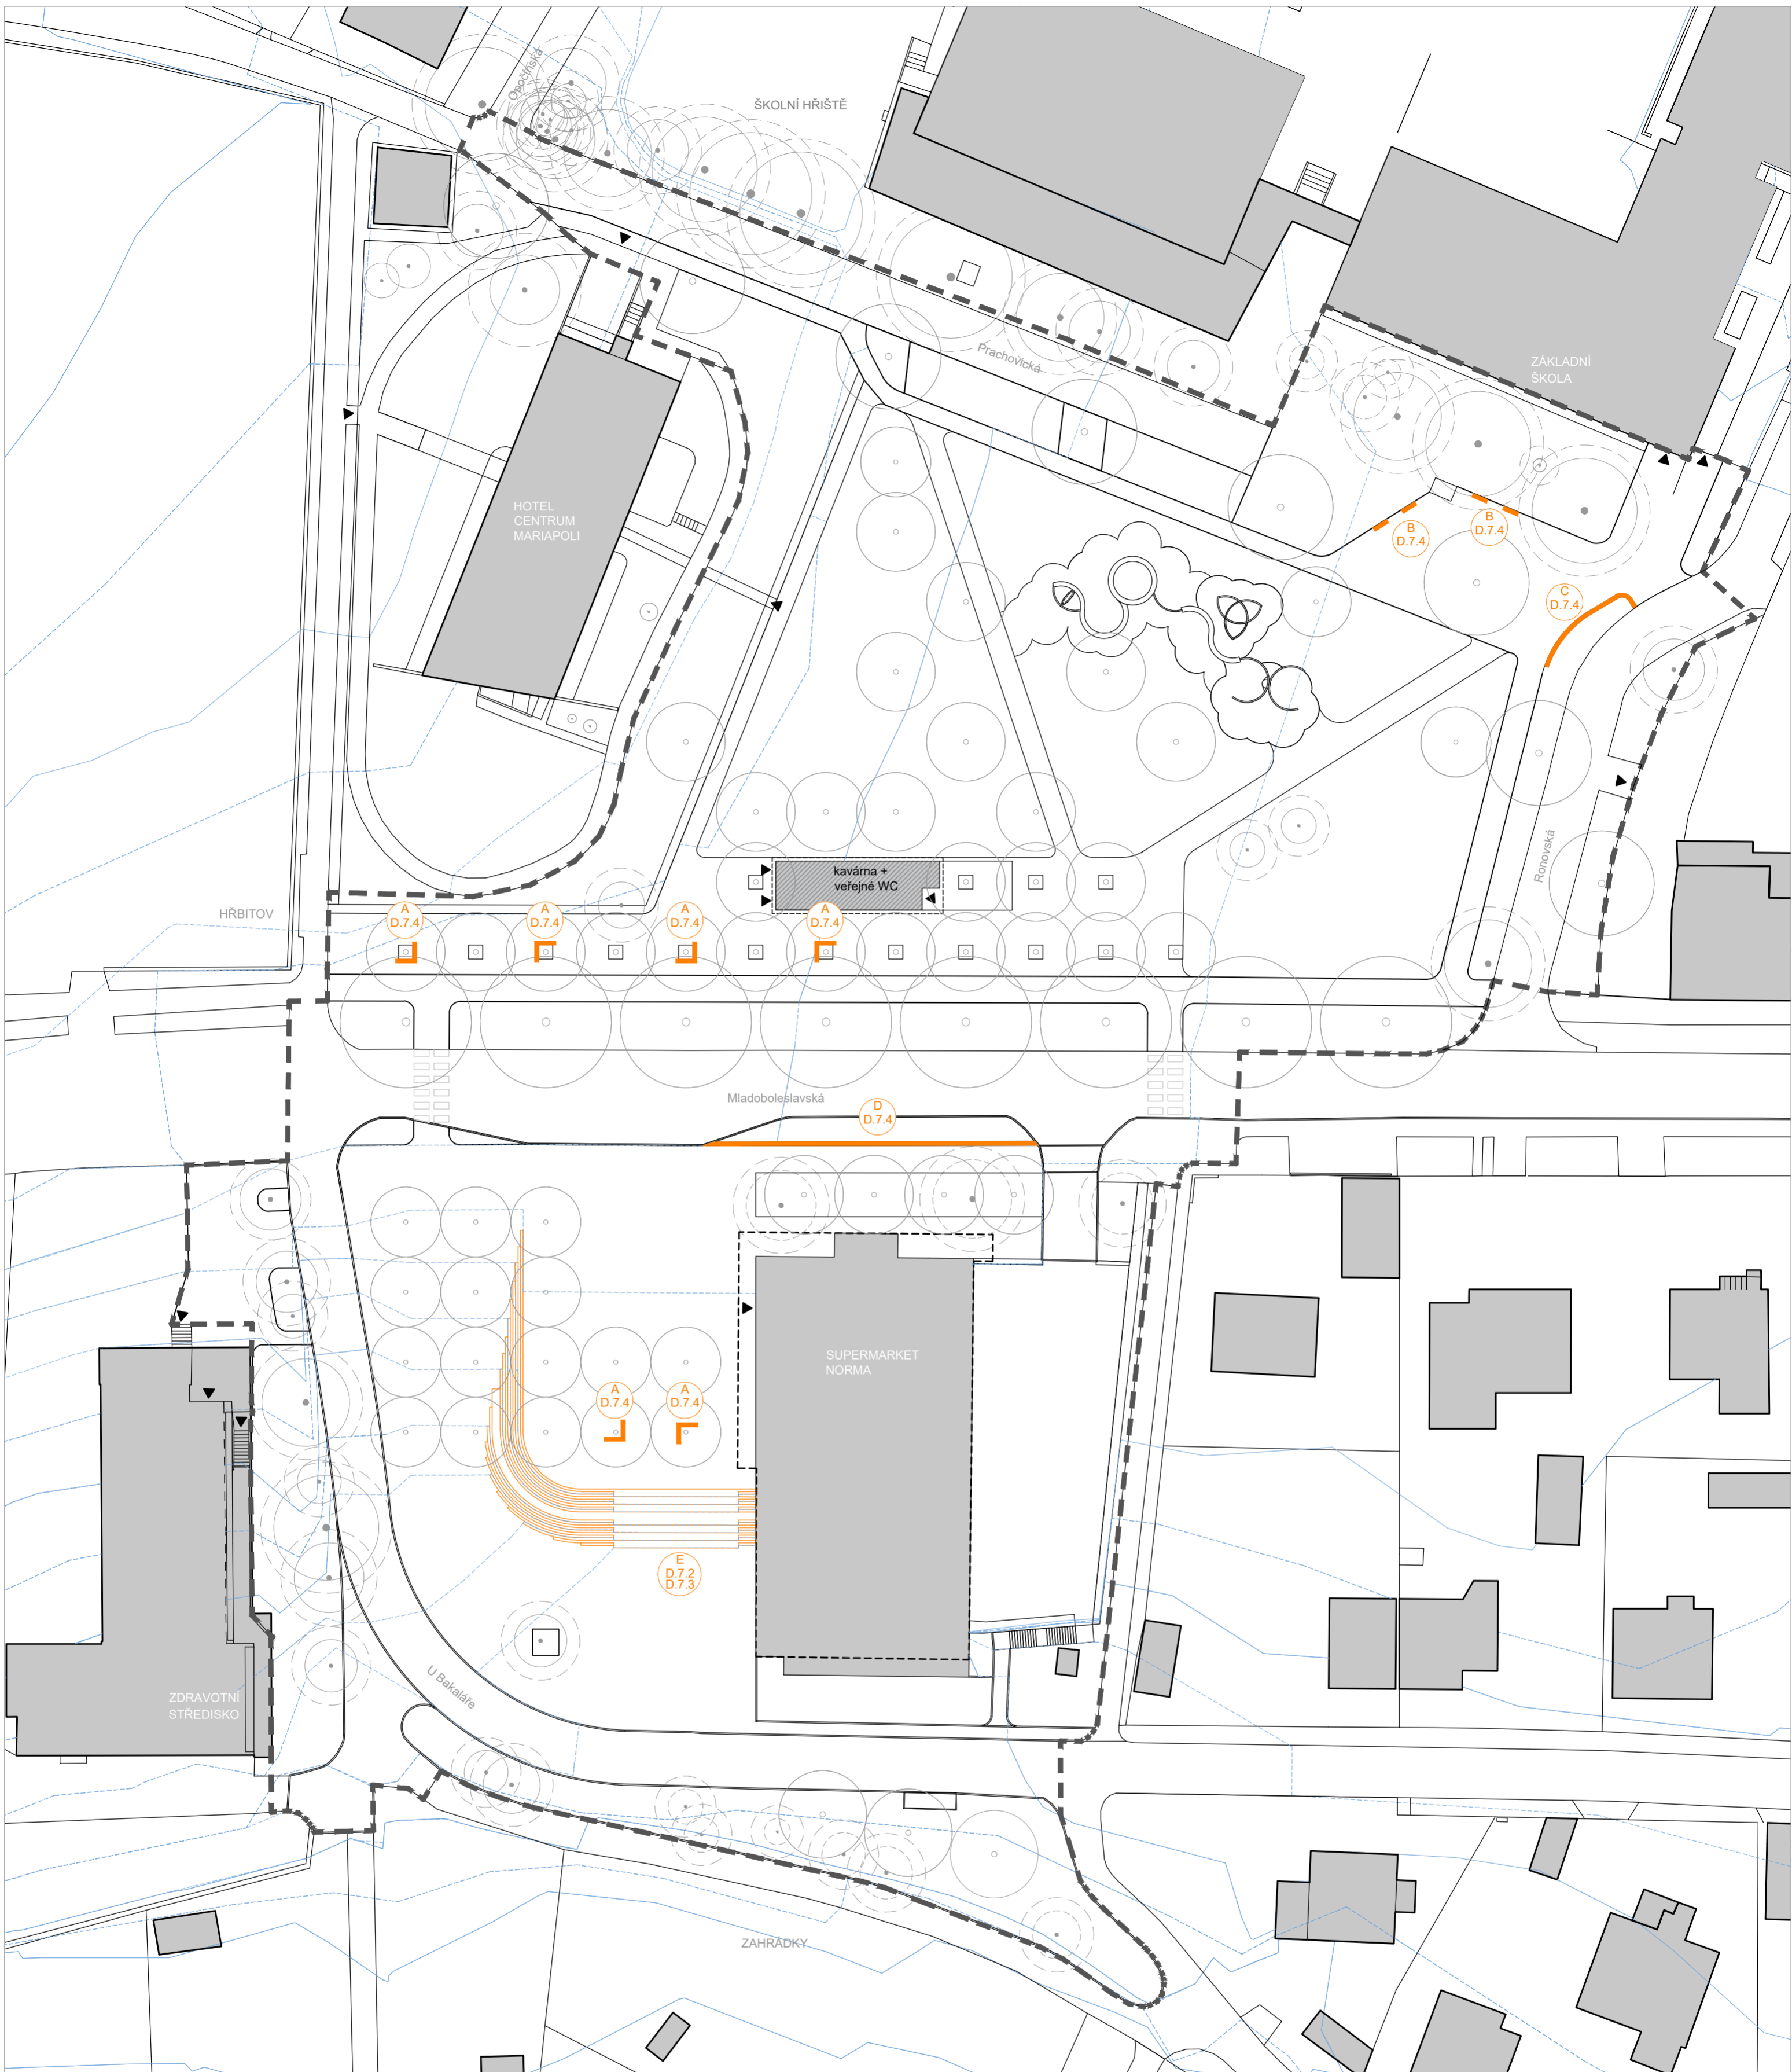 Opočinská
ŠKOLNÍ HŘIŠTĚ
Prachovická
ZÁKLADNÍ
ŠKOLA
HOTEL
CENTRUM
MARIAPOLI
B
D.7.4
B
D.7.4
C
D.7.4
Ronovská
kavárna +
veřejné WC
HŘBITOV
A
D.7.4
A
D.7.4
A
D.7.4
A
D.7.4
Mladoboleslavská
D
D.7.4
SUPERMARKET
NORMA
A
D.7.4
A
D.7.4
E
D.7.2
D.7.3
U Bakaláře
ZDRAVOTNÍ
STŘEDISKO
ZAHRÁDKY